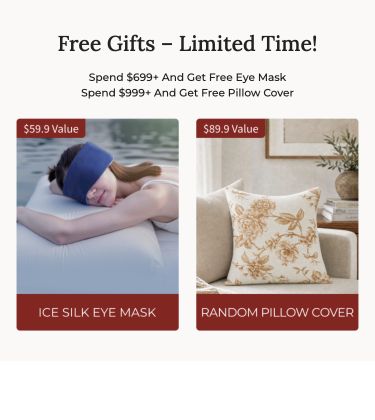 Free Gifts – Limited Time!
Spend $699+ And Get Free Eye Mask
Spend $999+ And Get Free Pillow Cover
$59.9 Value
$89.9 Value
ICE SILK EYE MASK
RANDOM PILLOW COVER